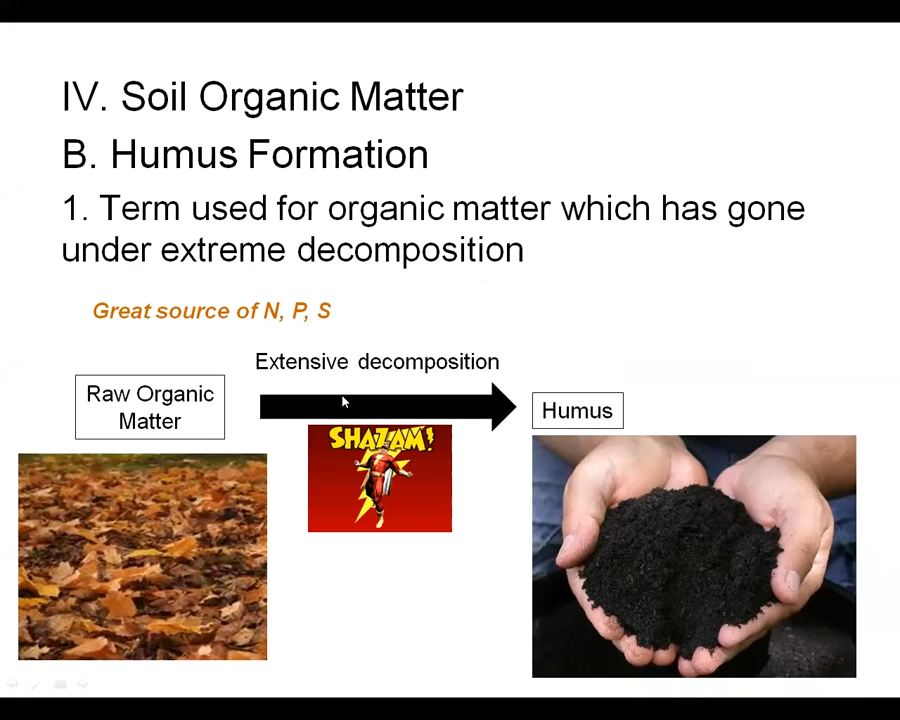 IV. Soil Organic Matter
B. Humus Formation
1. Term used for organic matter which has gone
under extreme decomposition
Great source of N, P, S
Extensive decomposition
Raw Organic
Matter
Humus
SHAZAM!